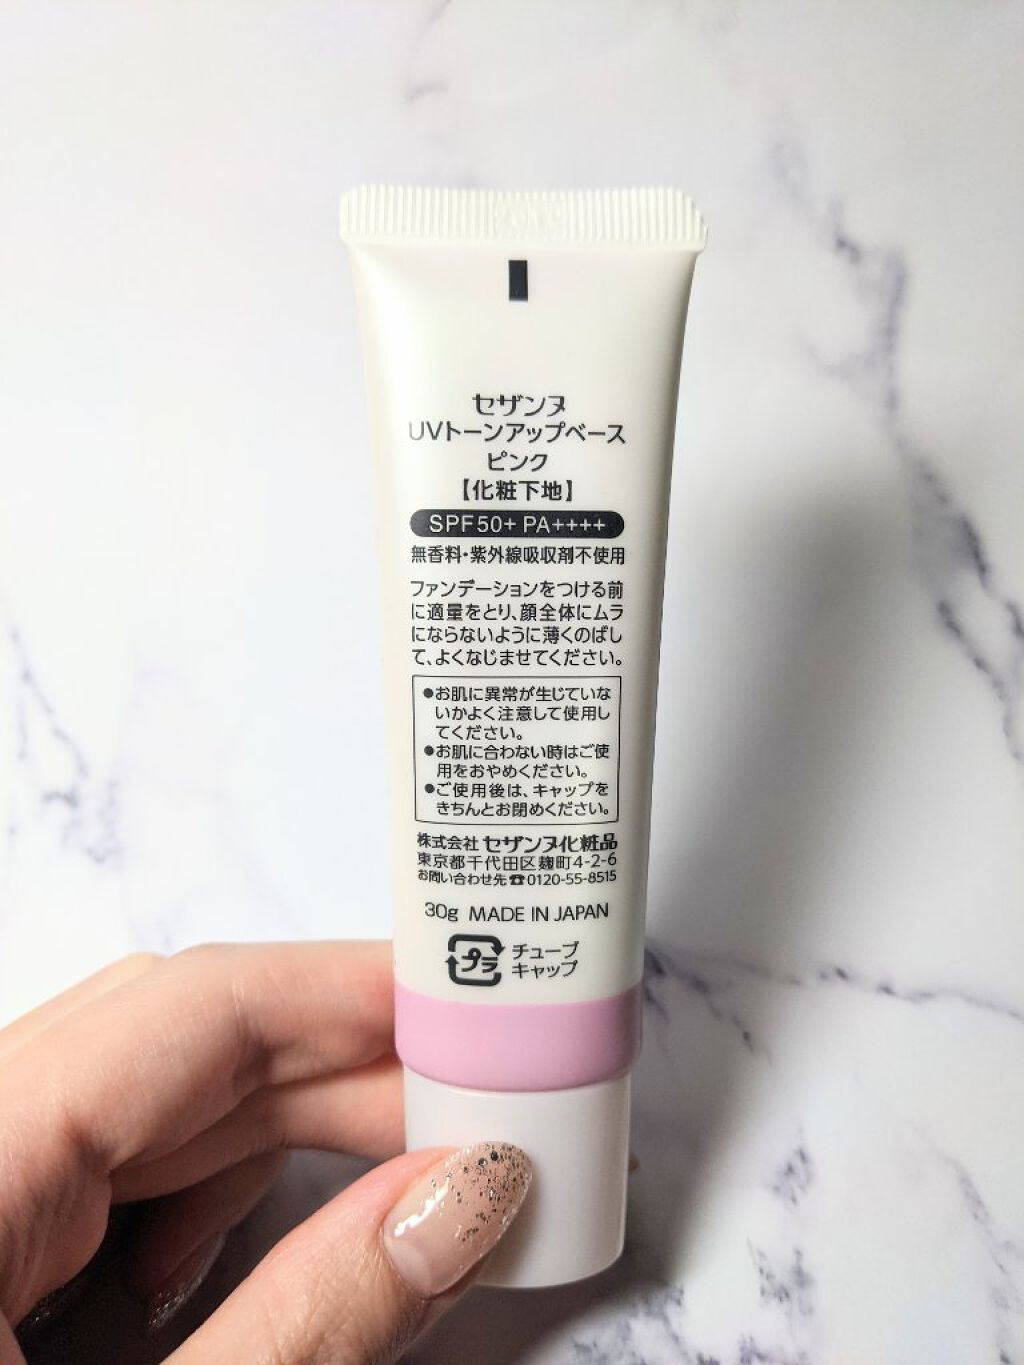 セザンヌ
UVトーンアップベース
ピンク
【化粧下地】
SPF50+ PA++++
無香料・紫外線吸収剤不使用
ファンデーションをつける前
に適量をとり、顔全体にムラ
にならないように薄くのばし
て、よくなじませてください。
●お肌に異常が生じていな
いかよく注意して使用し
てください。
●お肌に合わない時はご使
用をおやめください。
●ご使用後は、キャップを
きちんとお閉めください。
株式会社 セザンヌ化粧品
東京都千代田区麹町4-2-6
お問い合わせ先☎0120-55-8515
30g MADE IN JAPAN
プラ チューブ
キャップ